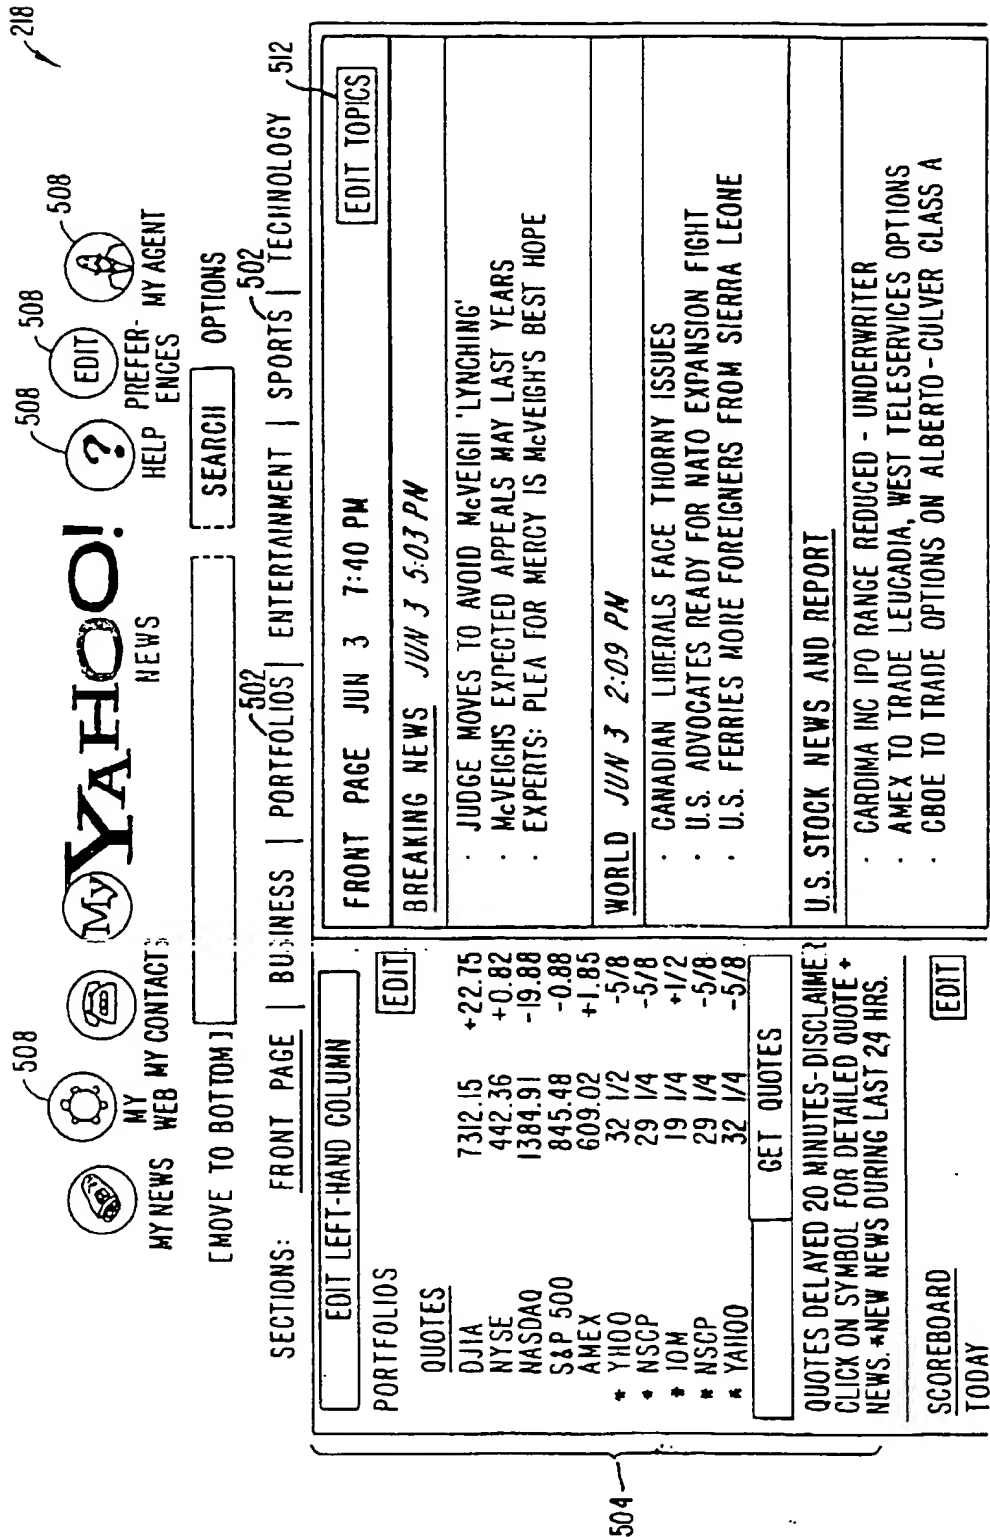 218
508
508
508
508
My YAHOO!
NEWS
MY NEWS
MY WEB
MY CONTACTS
HELP
EDIT
PREFER-
ENCES
MY AGENT
[MOVE TO BOTTOM]
SEARCH
OPTIONS
502
502
SECTIONS: FRONT PAGE | BUSINESS | PORTFOLIOS | ENTERTAINMENT | SPORTS | TECHNOLOGY
512
EDIT LEFT-HAND COLUMN
PORTFOLIOS
EDIT
QUOTES
DJIA 7312.15 +22.75
NYSE 442.36 +0.82
NASDAQ 1384.91 -19.88
S&P 500 845.48 -0.88
AMEX 609.02 +1.85
* YHOO 32 1/2 -5/8
* NSCP 29 1/4 -5/8
* IOM 19 1/4 +1/2
* NSCP 29 1/4 -5/8
* YAHOO 32 1/4 -5/8
GET QUOTES
QUOTES DELAYED 20 MINUTES-DISCLAIMER
CLICK ON SYMBOL FOR DETAILED QUOTE +
NEWS. *NEW NEWS DURING LAST 24 HRS.
SCOREBOARD
EDIT
TODAY
504
FRONT PAGE JUN 3 7:40 PM
EDIT TOPICS
BREAKING NEWS JUN 3 5:03 PM
· JUDGE MOVES TO AVOID McVEIGH 'LYNCHING'
· McVEIGHS EXPECTED APPEALS MAY LAST YEARS
· EXPERTS: PLEA FOR MERCY IS McVEIGH'S BEST HOPE
WORLD JUN 3 2:09 PM
· CANADIAN LIBERALS FACE THORNY ISSUES
· U.S. ADVOCATES READY FOR NATO EXPANSION FIGHT
· U.S. FERRIES MORE FOREIGNERS FROM SIERRA LEONE
U.S. STOCK NEWS AND REPORT
· CARDIMA INC IPO RANGE REDUCED - UNDERWRITER
· AMEX TO TRADE LEUCADIA, WEST TELESERVICES OPTIONS
· CBOE TO TRADE OPTIONS ON ALBERTO-CULVER CLASS A